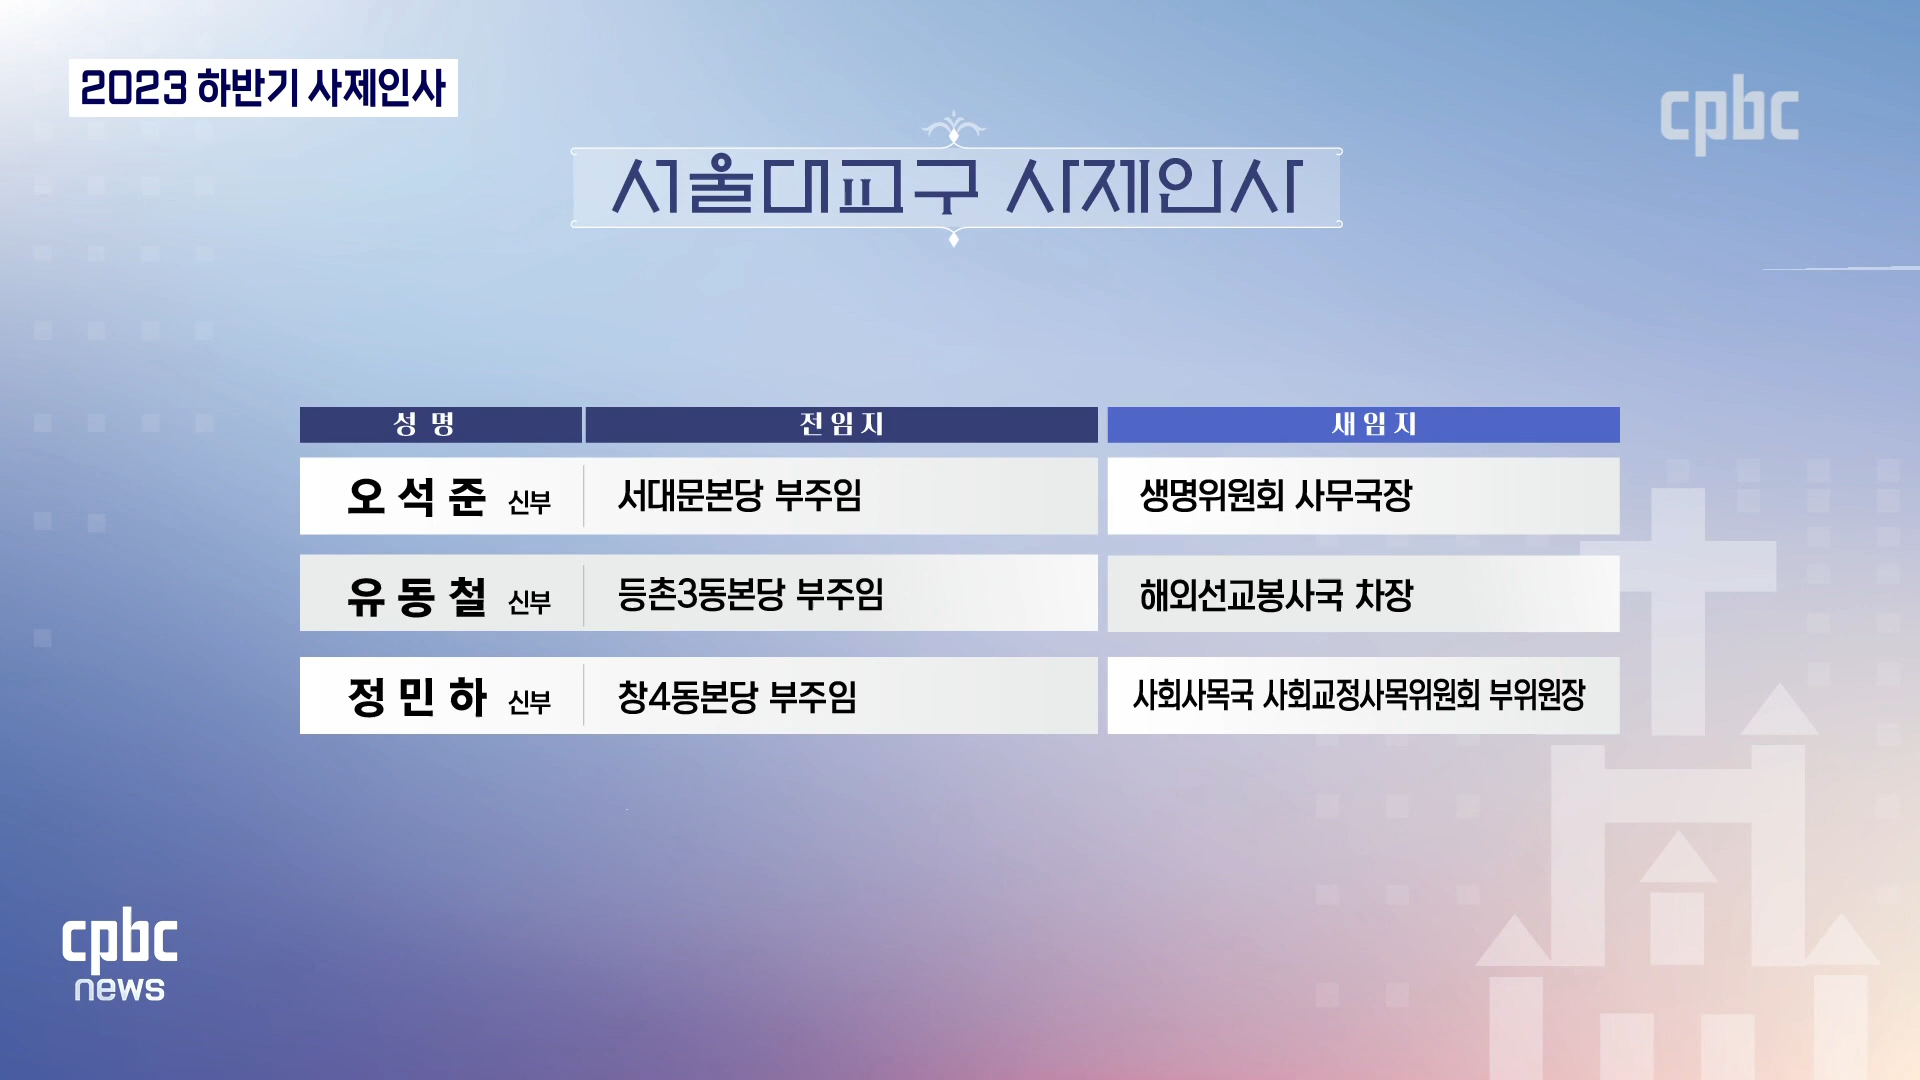 2023 하반기 사제인사
cpbc
서울대교구 사제인사
성 명 전 임 지 새 임 지
오 석 준 신부 서대문본당 부주임 생명위원회 사무국장
유 동 철 신부 등촌3동본당 부주임 해외선교봉사국 차장
정 민 하 신부 창4동본당 부주임 사회사목국 사회교정사목위원회 부위원장
cpbc
news